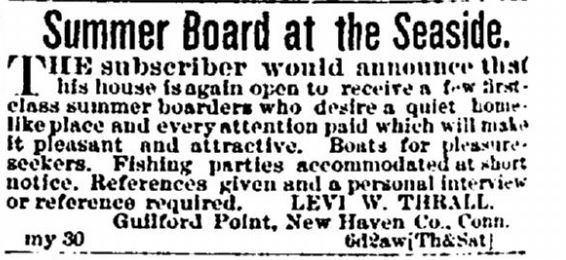 Summer Board at the Seaside.
THE subscriber would announce that
his house is again open to receive a few first-
class summer boarders who desire a quiet home-
like place and every attention paid which will make
it pleasant and attractive. Boats for pleasure-
seekers. Fishing parties accommodated at short
notice. References given and a personal interview
or reference required. LEVI W. THRALL.
Guilford Point, New Haven Co., Conn.
my 30 6d2aw[Th&Sat]